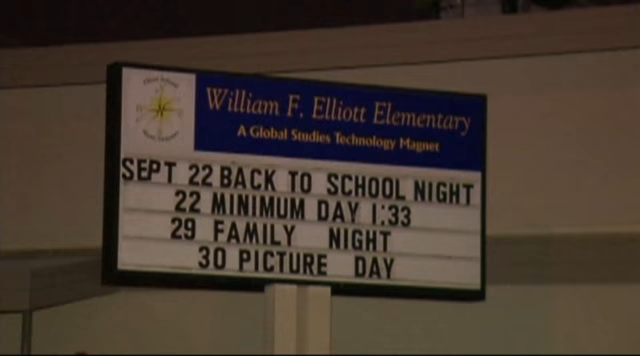 William F. Elliott Elementary
A Global Studies Technology Magnet
SEPT 22 BACK TO SCHOOL NIGHT
22 MINIMUM DAY 1:33
29 FAMILY NIGHT
30 PICTURE DAY